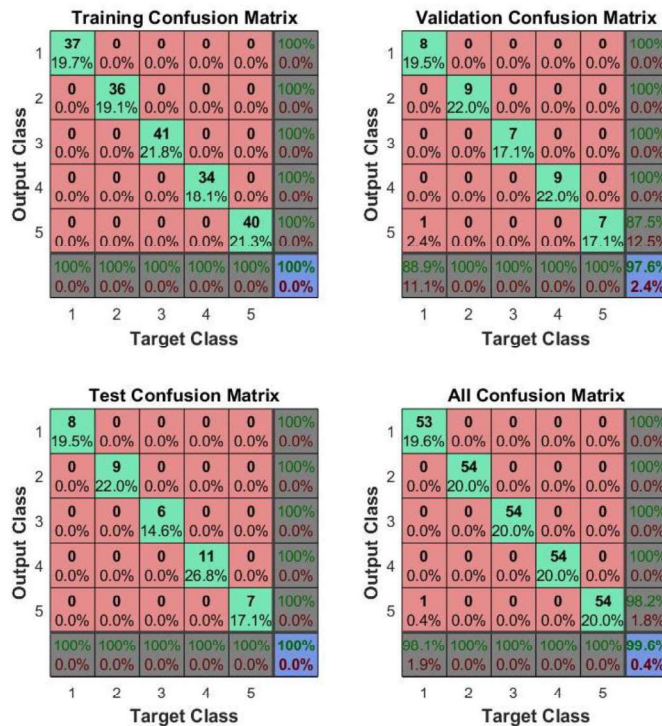 Training Confusion Matrix
1 37 0 0 0 0 100%
19.7% 0.0% 0.0% 0.0% 0.0% 0.0%
2 0 36 0 0 0 100%
0.0% 19.1% 0.0% 0.0% 0.0% 0.0%
3 0 0 41 0 0 100%
0.0% 0.0% 21.8% 0.0% 0.0% 0.0%
4 0 0 0 34 0 100%
0.0% 0.0% 0.0% 18.1% 0.0% 0.0%
5 0 0 0 0 40 100%
0.0% 0.0% 0.0% 0.0% 21.3% 0.0%
100% 100% 100% 100% 100% 100%
0.0% 0.0% 0.0% 0.0% 0.0% 0.0%
1 2 3 4 5
Target Class
Output Class
Validation Confusion Matrix
1 8 0 0 0 0 100%
19.5% 0.0% 0.0% 0.0% 0.0% 0.0%
2 0 9 0 0 0 100%
0.0% 22.0% 0.0% 0.0% 0.0% 0.0%
3 0 0 7 0 0 100%
0.0% 0.0% 17.1% 0.0% 0.0% 0.0%
4 0 0 0 9 0 100%
0.0% 0.0% 0.0% 22.0% 0.0% 0.0%
5 1 0 0 0 7 87.5%
2.4% 0.0% 0.0% 0.0% 17.1% 12.5%
88.9% 100% 100% 100% 100% 97.6%
11.1% 0.0% 0.0% 0.0% 0.0% 2.4%
1 2 3 4 5
Target Class
Output Class
Test Confusion Matrix
1 8 0 0 0 0 100%
19.5% 0.0% 0.0% 0.0% 0.0% 0.0%
2 0 9 0 0 0 100%
0.0% 22.0% 0.0% 0.0% 0.0% 0.0%
3 0 0 6 0 0 100%
0.0% 0.0% 14.6% 0.0% 0.0% 0.0%
4 0 0 0 11 0 100%
0.0% 0.0% 0.0% 26.8% 0.0% 0.0%
5 0 0 0 0 7 100%
0.0% 0.0% 0.0% 0.0% 17.1% 0.0%
100% 100% 100% 100% 100% 100%
0.0% 0.0% 0.0% 0.0% 0.0% 0.0%
1 2 3 4 5
Target Class
Output Class
All Confusion Matrix
1 53 0 0 0 0 100%
19.6% 0.0% 0.0% 0.0% 0.0% 0.0%
2 0 54 0 0 0 100%
0.0% 20.0% 0.0% 0.0% 0.0% 0.0%
3 0 0 54 0 0 100%
0.0% 0.0% 20.0% 0.0% 0.0% 0.0%
4 0 0 0 54 0 100%
0.0% 0.0% 0.0% 20.0% 0.0% 0.0%
5 1 0 0 0 54 98.2%
0.4% 0.0% 0.0% 0.0% 20.0% 1.8%
98.1% 100% 100% 100% 100% 99.6%
1.9% 0.0% 0.0% 0.0% 0.0% 0.4%
1 2 3 4 5
Target Class
Output Class